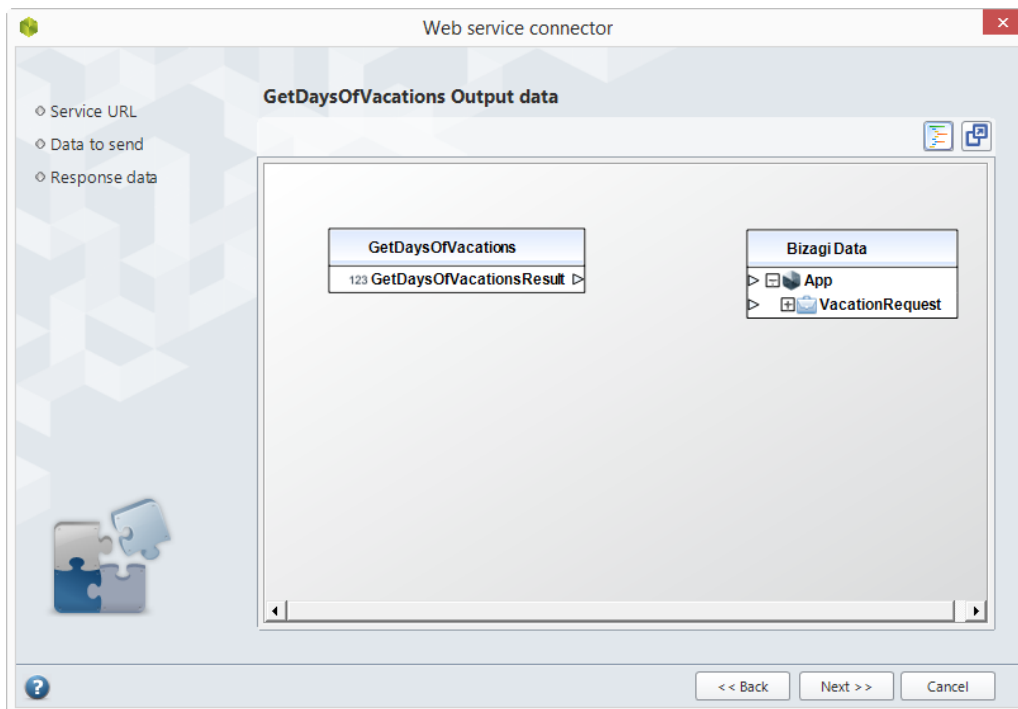 Web service connector
Service URL
Data to send
Response data
GetDaysOfVacations Output data
GetDaysOfVacations
123 GetDaysOfVacationsResult
Bizagi Data
App
VacationRequest
?
<< Back
Next >>
Cancel